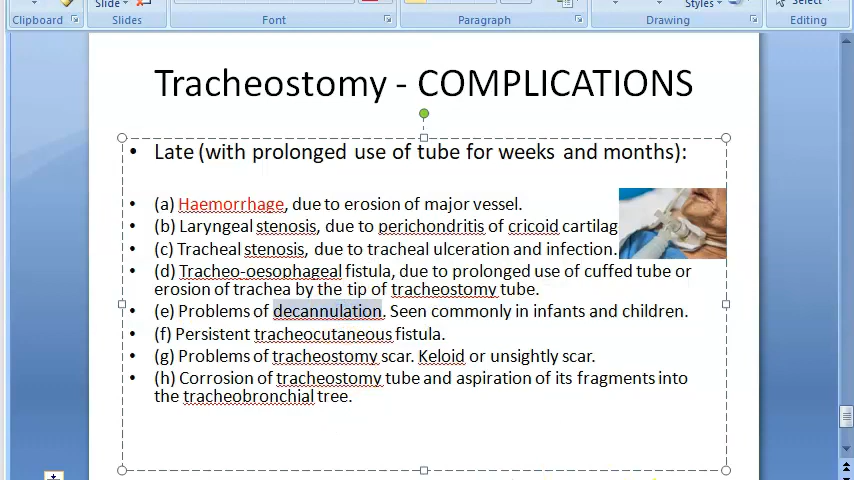 Slide
Styles
Select
Clipboard
Slides
Font
Paragraph
Drawing
Editing
Tracheostomy - COMPLICATIONS
• Late (with prolonged use of tube for weeks and months):
• (a) Haemorrhage, due to erosion of major vessel.
• (b) Laryngeal stenosis, due to perichondritis of cricoid cartilag
• (c) Tracheal stenosis, due to tracheal ulceration and infection.
• (d) Tracheo-oesophageal fistula, due to prolonged use of cuffed tube or
erosion of trachea by the tip of tracheostomy tube.
• (e) Problems of decannulation. Seen commonly in infants and children.
• (f) Persistent tracheocutaneous fistula.
• (g) Problems of tracheostomy scar. Keloid or unsightly scar.
• (h) Corrosion of tracheostomy tube and aspiration of its fragments into
the tracheobronchial tree.